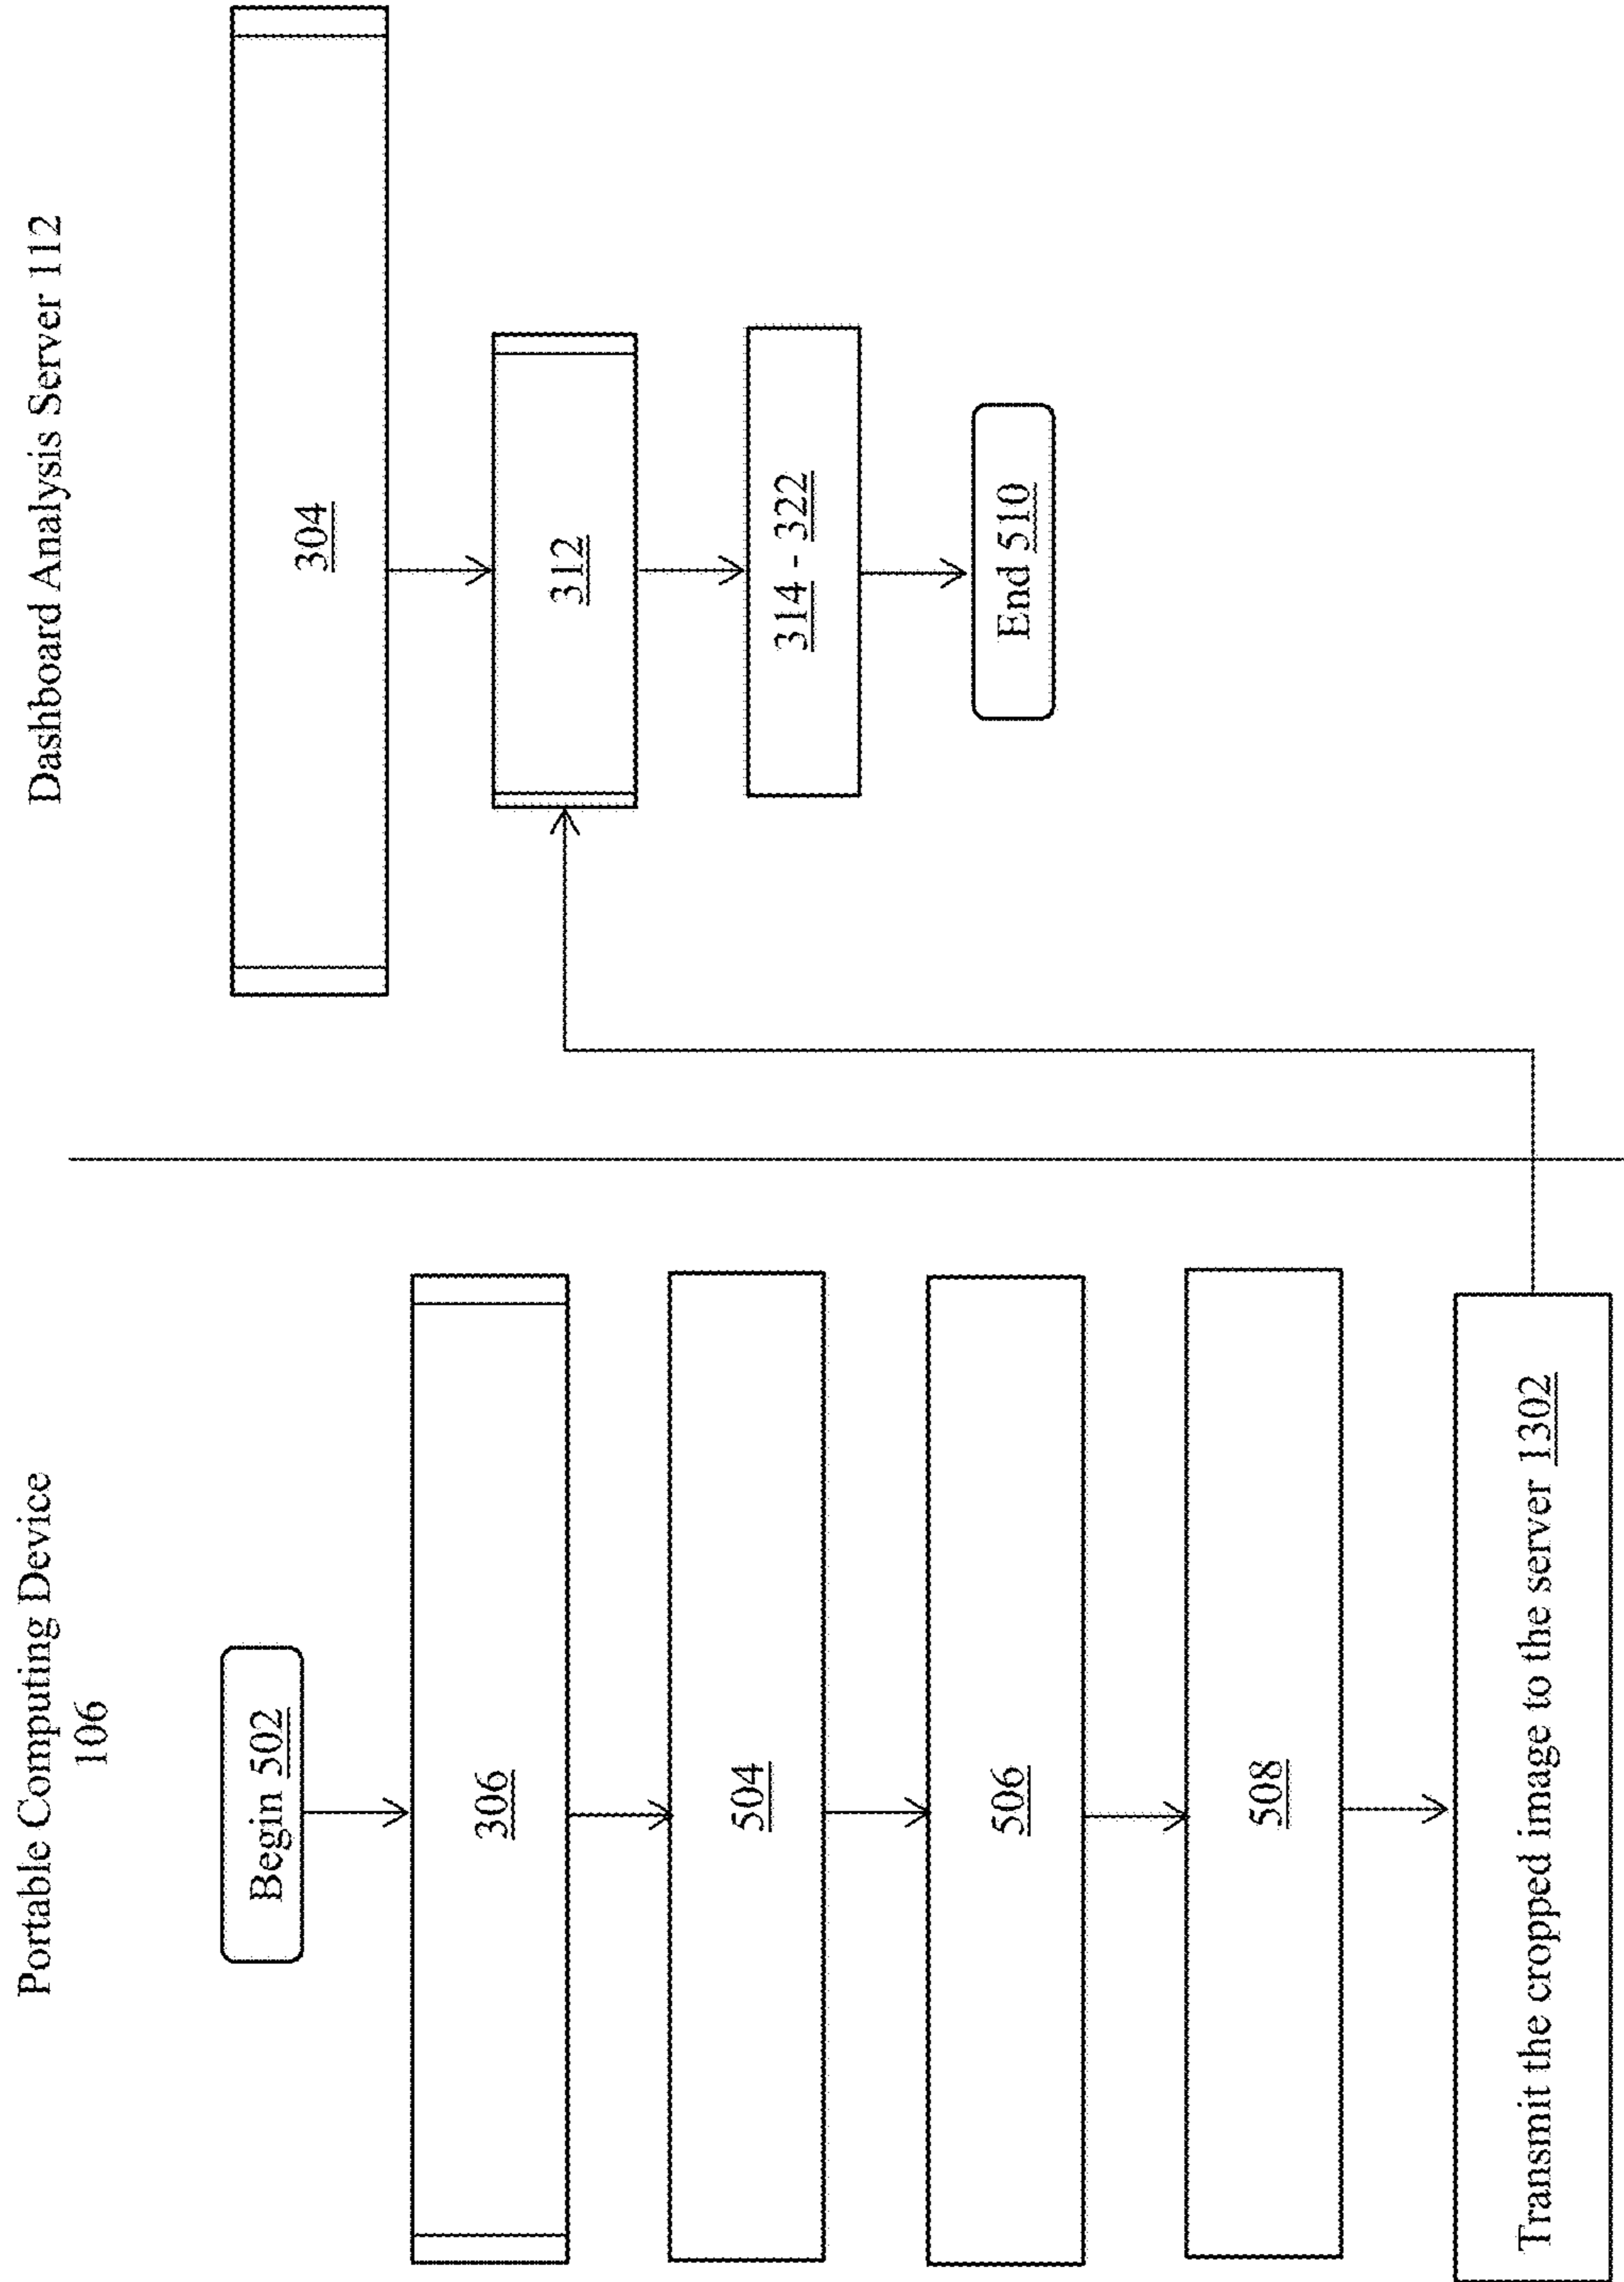 Portable Computing Device
106
Begin 502
306
504
506
508
Transmit the cropped image to the server 1302
Dashboard Analysis Server 112
304
312
314 - 322
End 510